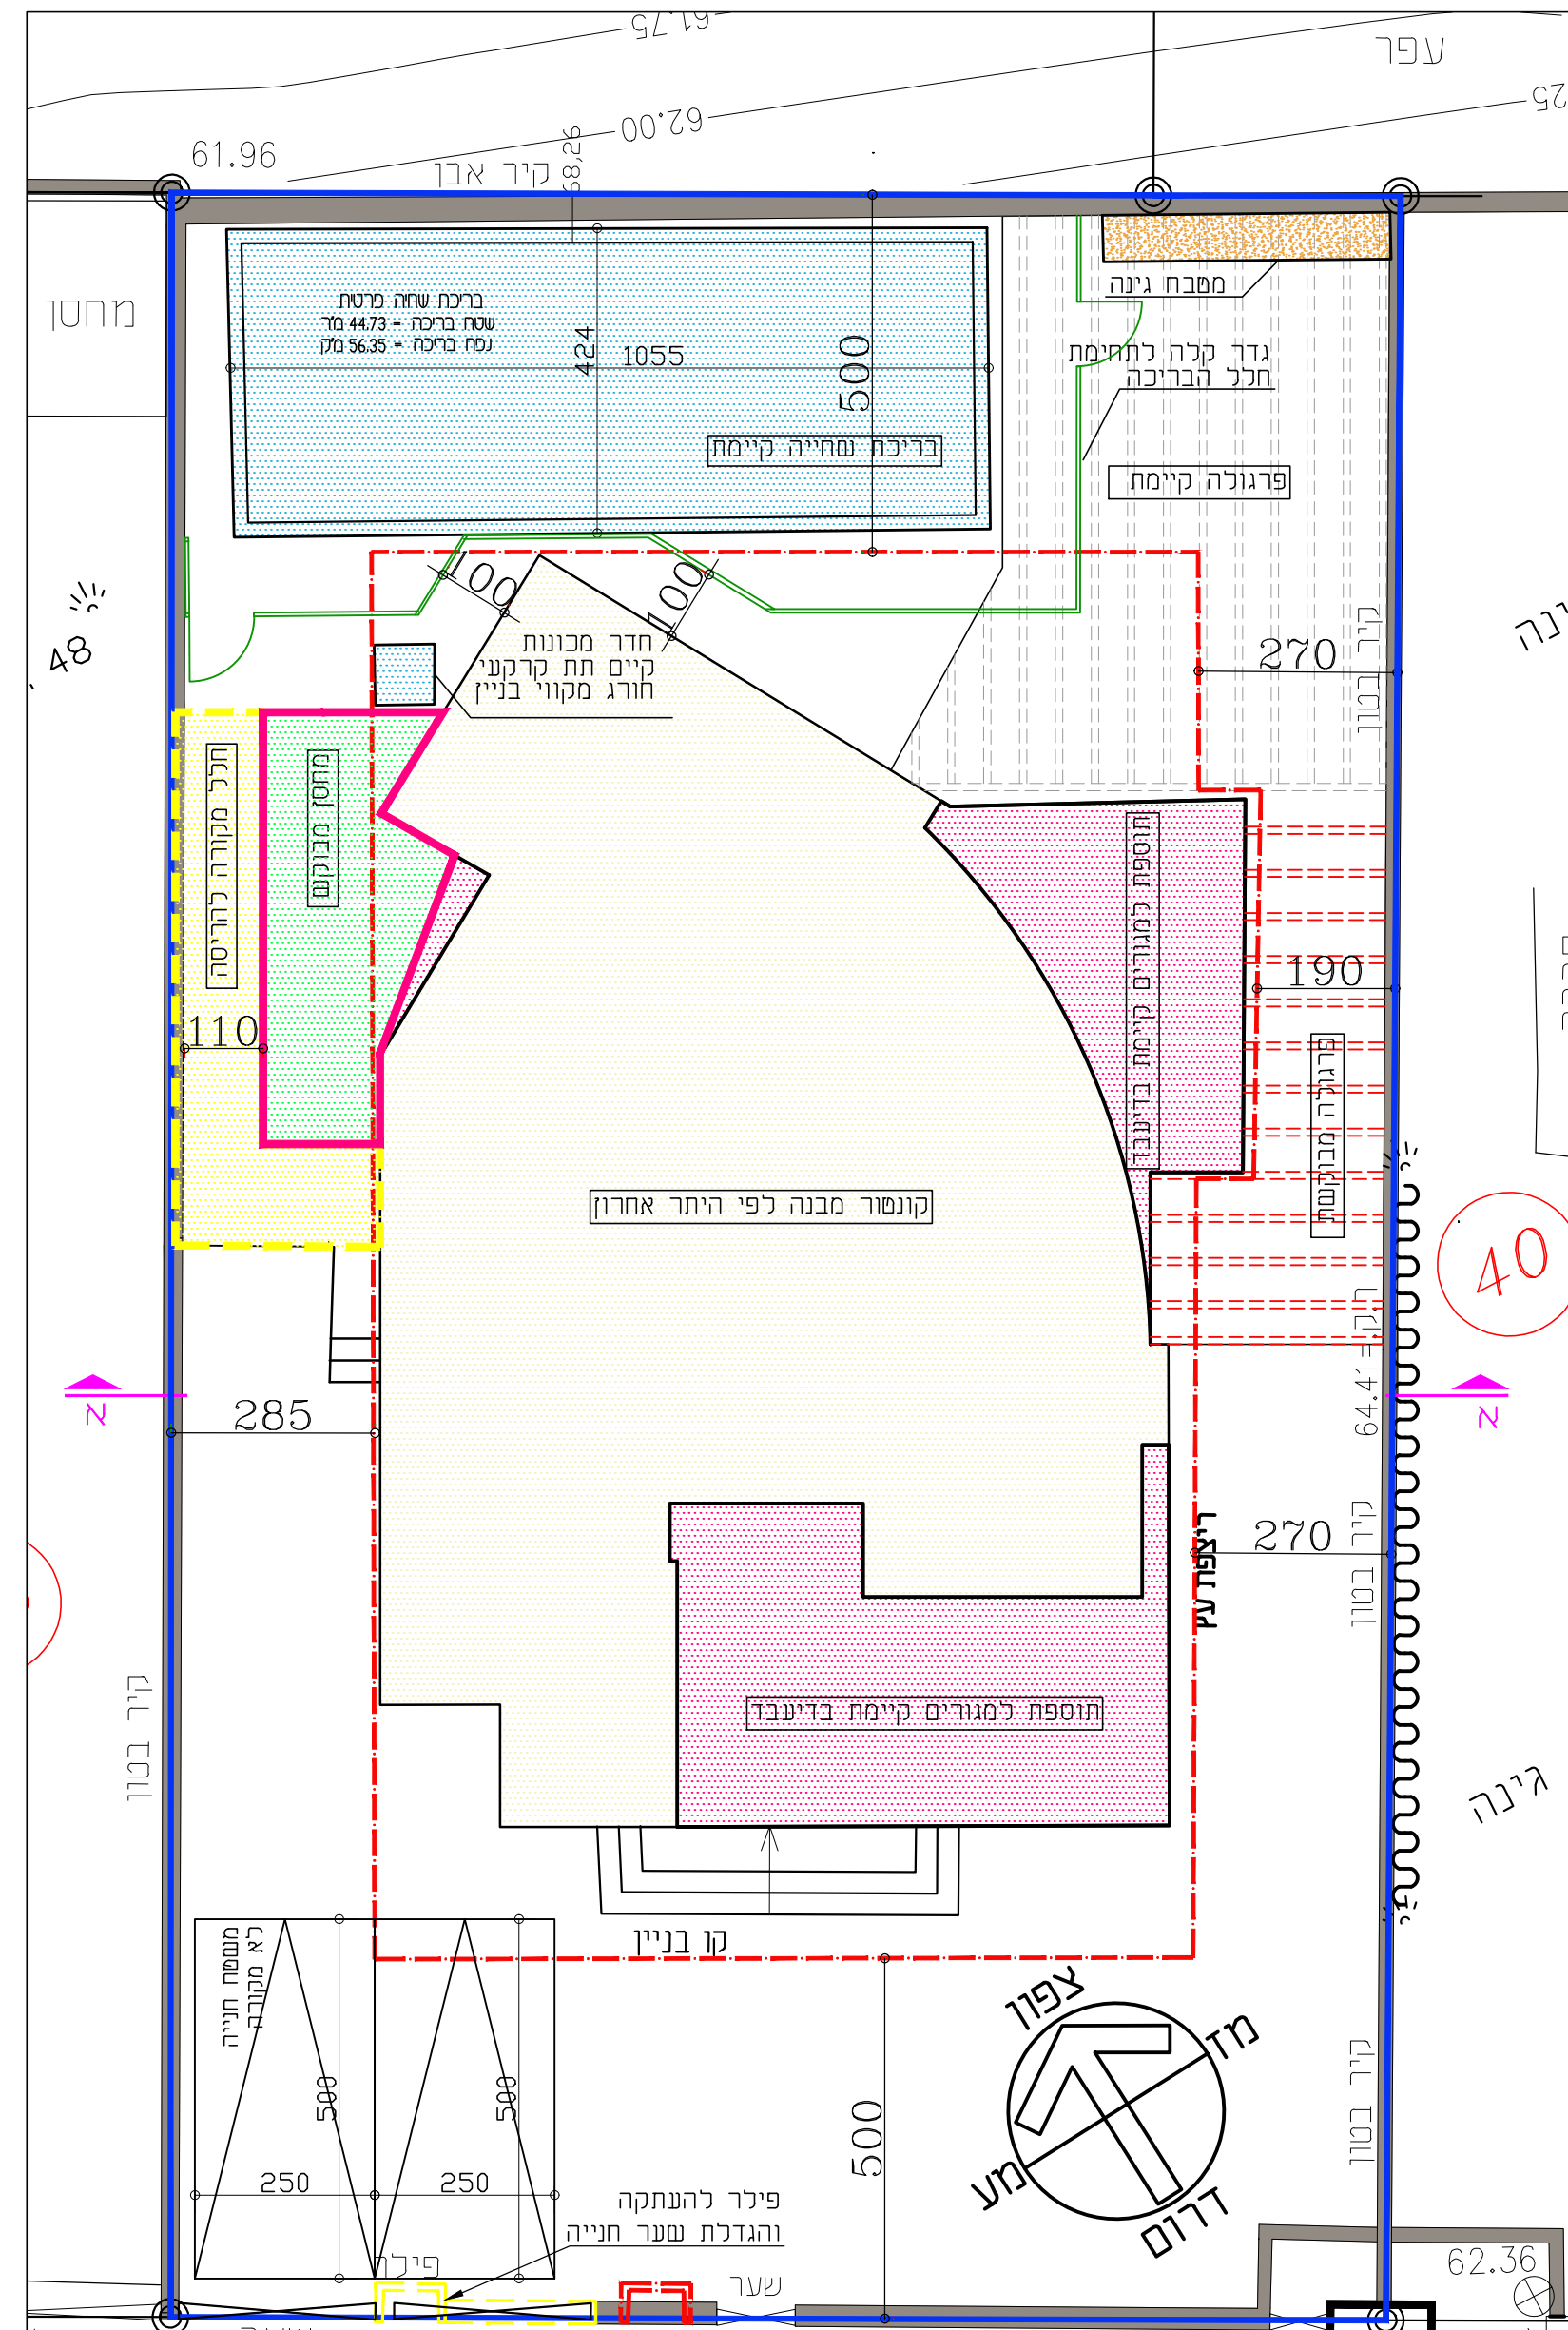 61.75
עפר
62.00
25
61.96
קיר אבן
68,26
מחסן
מטבח גינה
בריכת שחיה פרטית
שטח בריכה = 44.73 מ"ר
נפח בריכה = 56.35 מ"ק
424
1055
500
גדר קלה לתחימת
חלל הבריכה
בריכת שחייה קיימת
פרגולה קיימת
48
100
100
חדר מכונות
קיים תת קרקעי
חורג מקווי בניין
270
קיר בטון
חלל מקורה להריסה
מחסן מבוקש
תוספת למגורים קיימת בדיעבד
190
110
פרגולה מבוקשת
קונטור מבנה לפי היתר אחרון
40
64.41
א
א
285
270
ריצפת עץ
קיר בטון
קיר בטון
תוספת למגורים קיימת בדיעבד
גינה
קו בניין
משטח חנייה
לא מקורה
500
500
250
250
500
צפון
מז
מע
דרום
קיר בטון
פילר להעתקה
והגדלת שער חנייה
פילר
שער
62.36